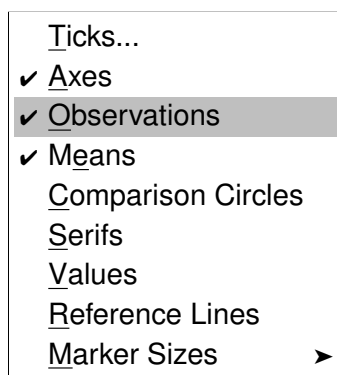 Ticks...
✔ Axes
✔ Observations
✔ Means
Comparison Circles
Serifs
Values
Reference Lines
Marker Sizes ➤